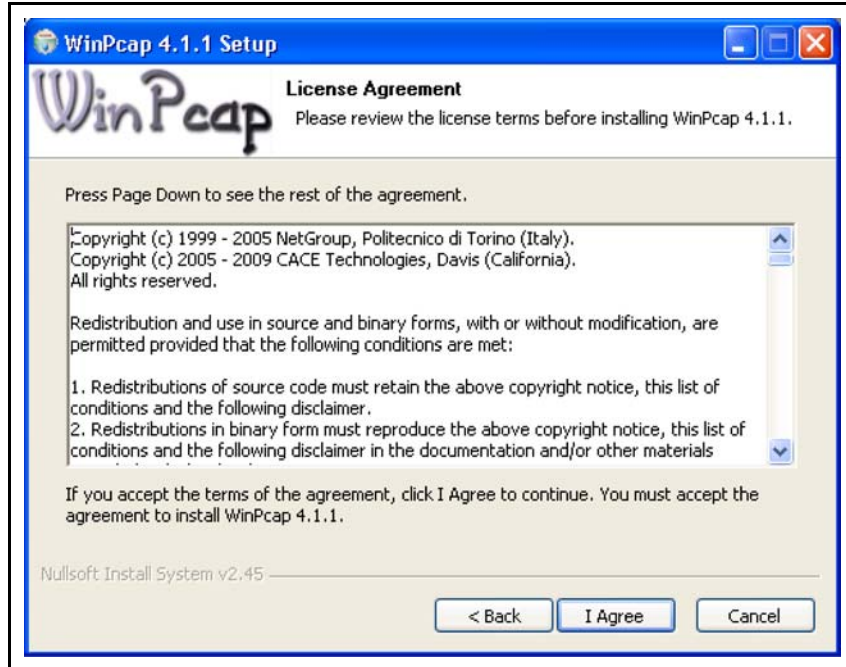 WinPcap 4.1.1 Setup
WinPcap
License Agreement
Please review the license terms before installing WinPcap 4.1.1.
Press Page Down to see the rest of the agreement.
Copyright (c) 1999 - 2005 NetGroup, Politecnico di Torino (Italy).
Copyright (c) 2005 - 2009 CACE Technologies, Davis (California).
All rights reserved.
Redistribution and use in source and binary forms, with or without modification, are
permitted provided that the following conditions are met:
1. Redistributions of source code must retain the above copyright notice, this list of
conditions and the following disclaimer.
2. Redistributions in binary form must reproduce the above copyright notice, this list of
conditions and the following disclaimer in the documentation and/or other materials
If you accept the terms of the agreement, click I Agree to continue. You must accept the
agreement to install WinPcap 4.1.1.
Nullsoft Install System v2.45
< Back
I Agree
Cancel